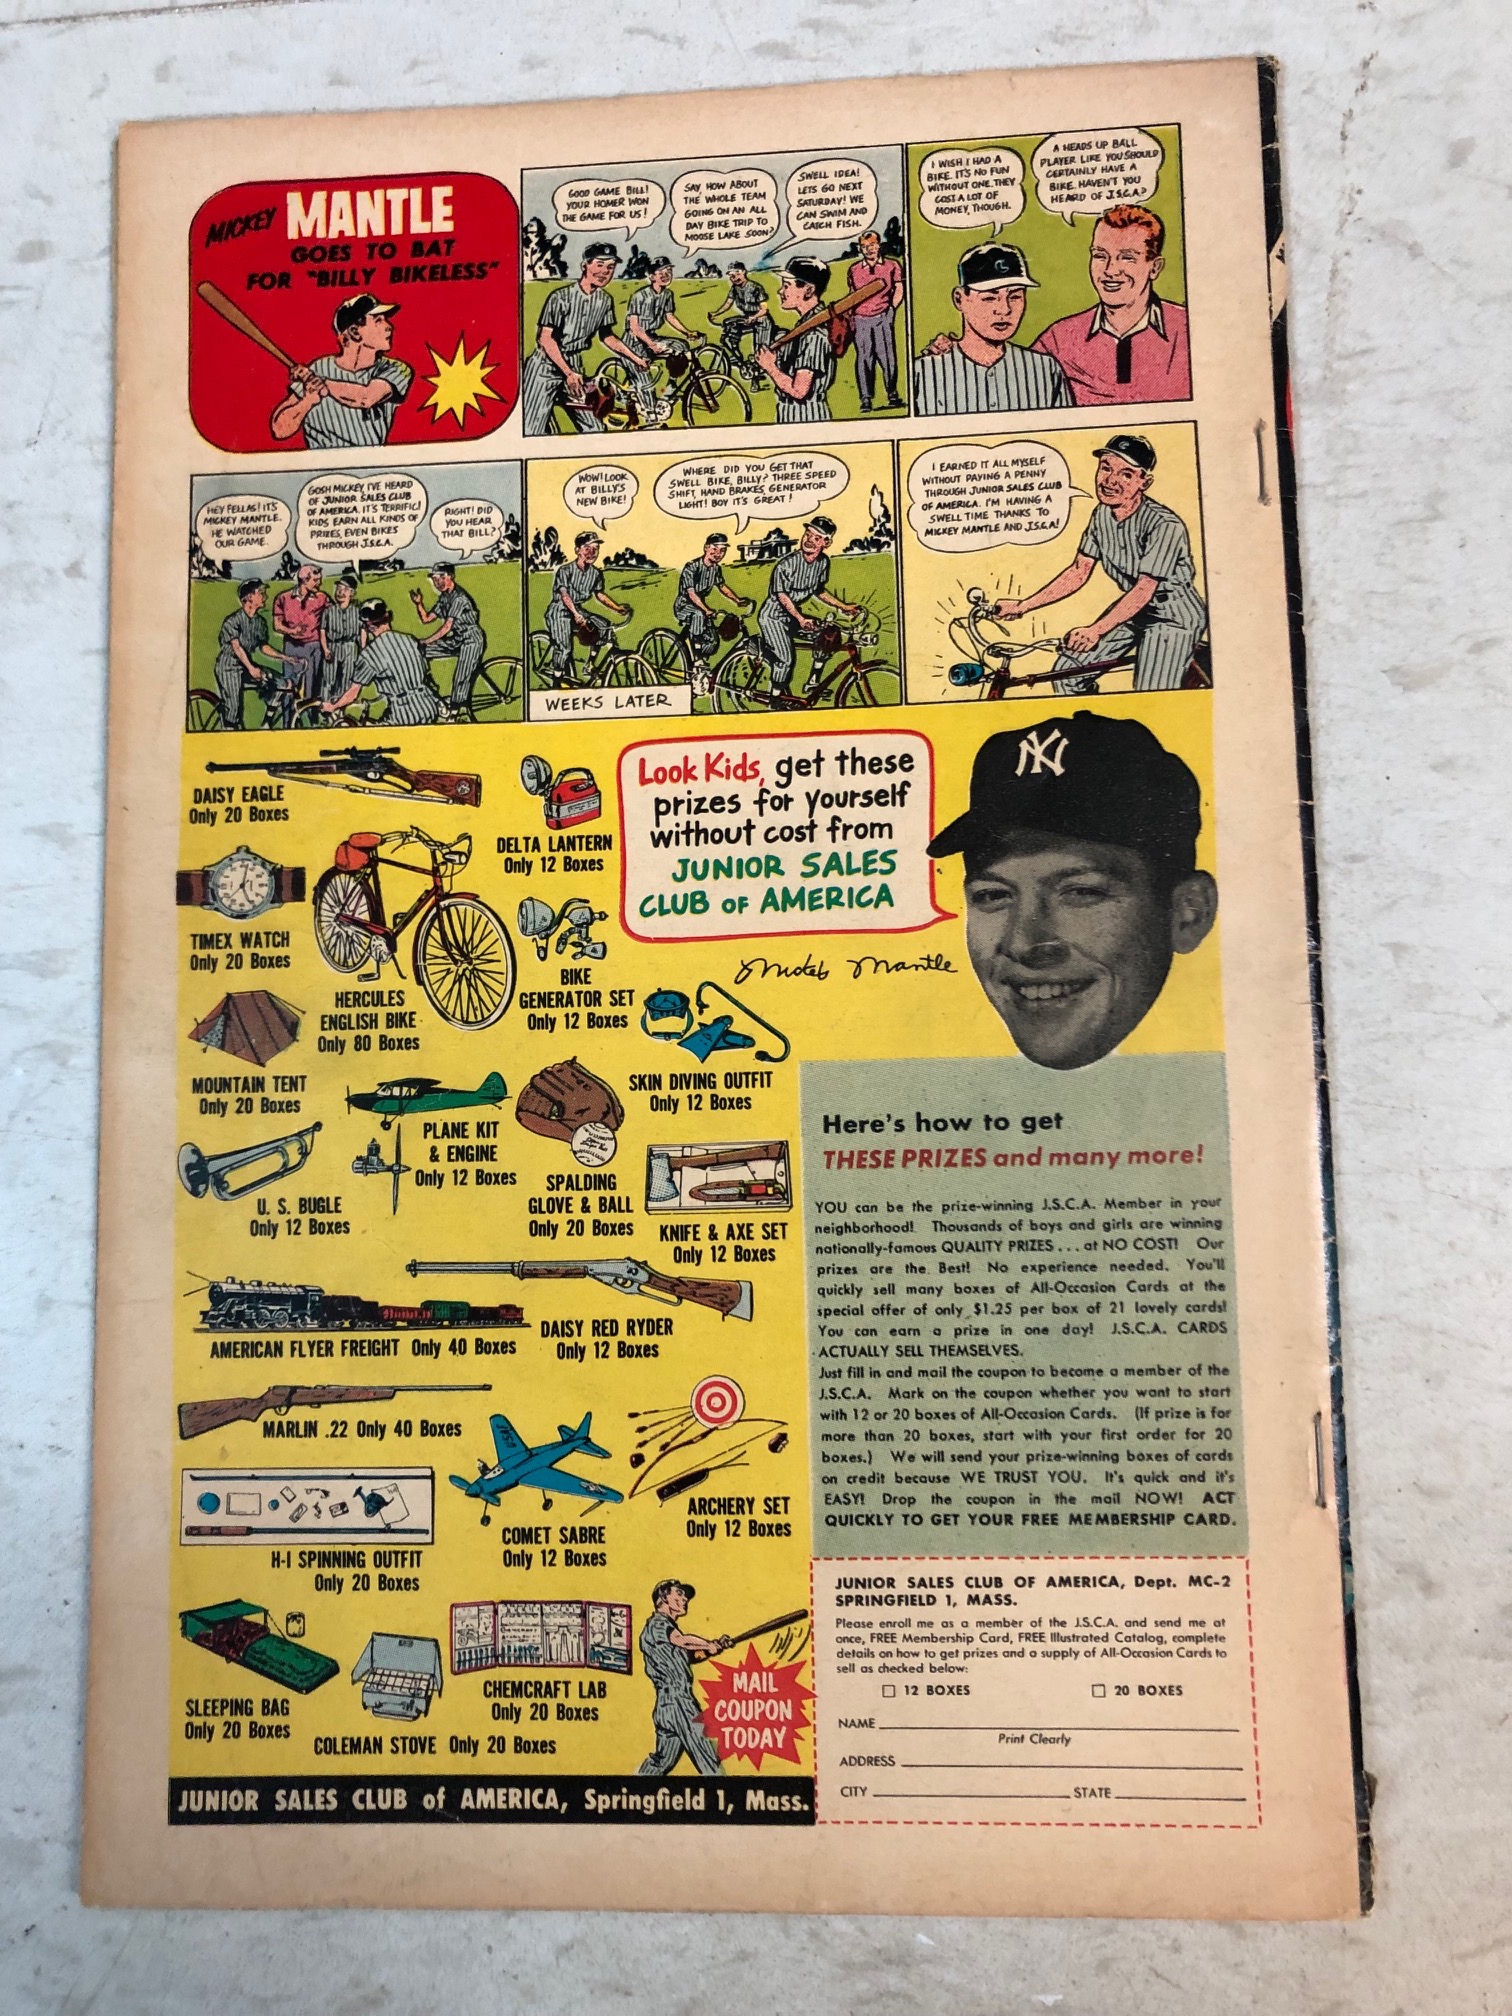 MICKEY MANTLE
GOES TO BAT
FOR "BILLY BIKELESS"
GOOD GAME BILL!
YOUR HOMER WON
THE GAME FOR US!
SAY, HOW ABOUT
THE WHOLE TEAM
GOING ON AN ALL
DAY BIKE TRIP TO
MOOSE LAKE SOON?
SWELL IDEA!
LETS GO NEXT
SATURDAY! WE
CAN SWIM AND
CATCH FISH.
I WISH I HAD A
BIKE. IT'S NO FUN
WITHOUT ONE. THEY
COST A LOT OF
MONEY, THOUGH.
A HEADS UP BALL
PLAYER LIKE YOU SHOULD
CERTAINLY HAVE A
BIKE. HAVEN'T YOU
HEARD OF J.S.C.A.?
HEY FELLAS! IT'S
MICKEY MANTLE.
HE WATCHED
OUR GAME.
GOSH MICKEY, I'VE HEARD
OF JUNIOR SALES CLUB
OF AMERICA. IT'S TERRIFIC!
KIDS EARN ALL KINDS OF
PRIZES, EVEN BIKES
THROUGH J.S.C.A.
RIGHT! DID
YOU HEAR
THAT BILL?
WOW! LOOK
AT BILLY'S
NEW BIKE!
WHERE DID YOU GET THAT
SWELL BIKE, BILLY? THREE SPEED
SHIFT, HAND BRAKES, GENERATOR
LIGHT! BOY IT'S GREAT!
WEEKS LATER
I EARNED IT ALL MYSELF
WITHOUT PAYING A PENNY
THROUGH JUNIOR SALES CLUB
OF AMERICA. I'M HAVING A
SWELL TIME THANKS TO
MICKEY MANTLE AND J.S.C.A!
DAISY EAGLE
Only 20 Boxes
DELTA LANTERN
Only 12 Boxes
Look Kids, get these
prizes for yourself
without cost from
JUNIOR SALES
CLUB OF AMERICA
NY
Mickey Mantle
TIMEX WATCH
Only 20 Boxes
HERCULES
ENGLISH BIKE
Only 80 Boxes
BIKE
GENERATOR SET
Only 12 Boxes
MOUNTAIN TENT
Only 20 Boxes
PLANE KIT
& ENGINE
Only 12 Boxes
SKIN DIVING OUTFIT
Only 12 Boxes
U. S. BUGLE
Only 12 Boxes
SPALDING
GLOVE & BALL
Only 20 Boxes
KNIFE & AXE SET
Only 12 Boxes
AMERICAN FLYER FREIGHT Only 40 Boxes
DAISY RED RYDER
Only 12 Boxes
MARLIN .22 Only 40 Boxes
USAF
ARCHERY SET
Only 12 Boxes
H-I SPINNING OUTFIT
Only 20 Boxes
COMET SABRE
Only 12 Boxes
SLEEPING BAG
Only 20 Boxes
COLEMAN STOVE Only 20 Boxes
CHEMCRAFT LAB
Only 20 Boxes
MAIL
COUPON
TODAY
JUNIOR SALES CLUB of AMERICA, Springfield 1, Mass.
Here's how to get
THESE PRIZES and many more!
YOU can be the prize-winning J.S.C.A. Member in your
neighborhood! Thousands of boys and girls are winning
nationally-famous QUALITY PRIZES . . . at NO COST! Our
prizes are the Best! No experience needed. You'll
quickly sell many boxes of All-Occasion Cards at the
special offer of only $1.25 per box of 21 lovely cards!
You can earn a prize in one day! J.S.C.A. CARDS
ACTUALLY SELL THEMSELVES.
Just fill in and mail the coupon to become a member of the
J.S.C.A. Mark on the coupon whether you want to start
with 12 or 20 boxes of All-Occasion Cards. (If prize is for
more than 20 boxes, start with your first order for 20
boxes.) We will send your prize-winning boxes of cards
on credit because WE TRUST YOU. It's quick and it's
EASY! Drop the coupon in the mail NOW! ACT
QUICKLY TO GET YOUR FREE MEMBERSHIP CARD.
JUNIOR SALES CLUB OF AMERICA, Dept. MC-2
SPRINGFIELD 1, MASS.
Please enroll me as a member of the J.S.C.A. and send me at
once, FREE Membership Card, FREE Illustrated Catalog, complete
details on how to get prizes and a supply of All-Occasion Cards to
sell as checked below:
12 BOXES 20 BOXES
NAME
Print Clearly
ADDRESS
CITY STATE